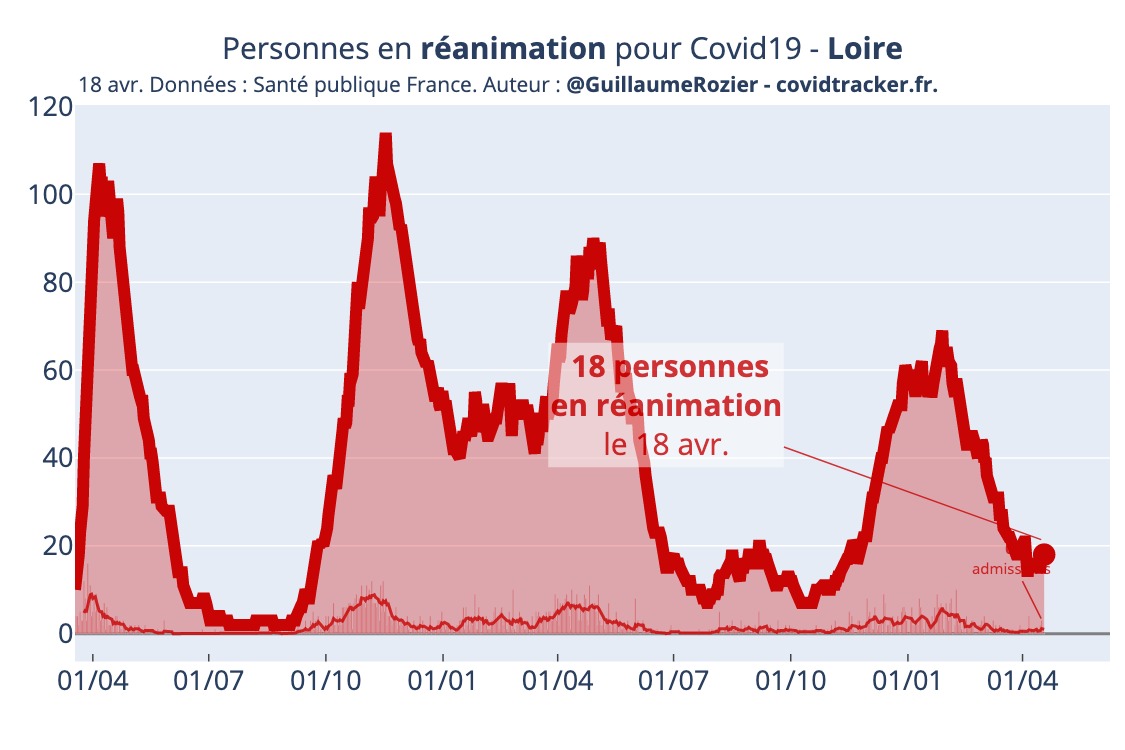 Personnes en réanimation pour Covid19 - Loire
18 avr. Données : Santé publique France. Auteur : @GuillaumeRozier - covidtracker.fr.
120
100
80
60
40
20
0
18 personnes
en réanimation
le 18 avr.
admissions
01/04 01/07 01/10 01/01 01/04 01/07 01/10 01/01 01/04